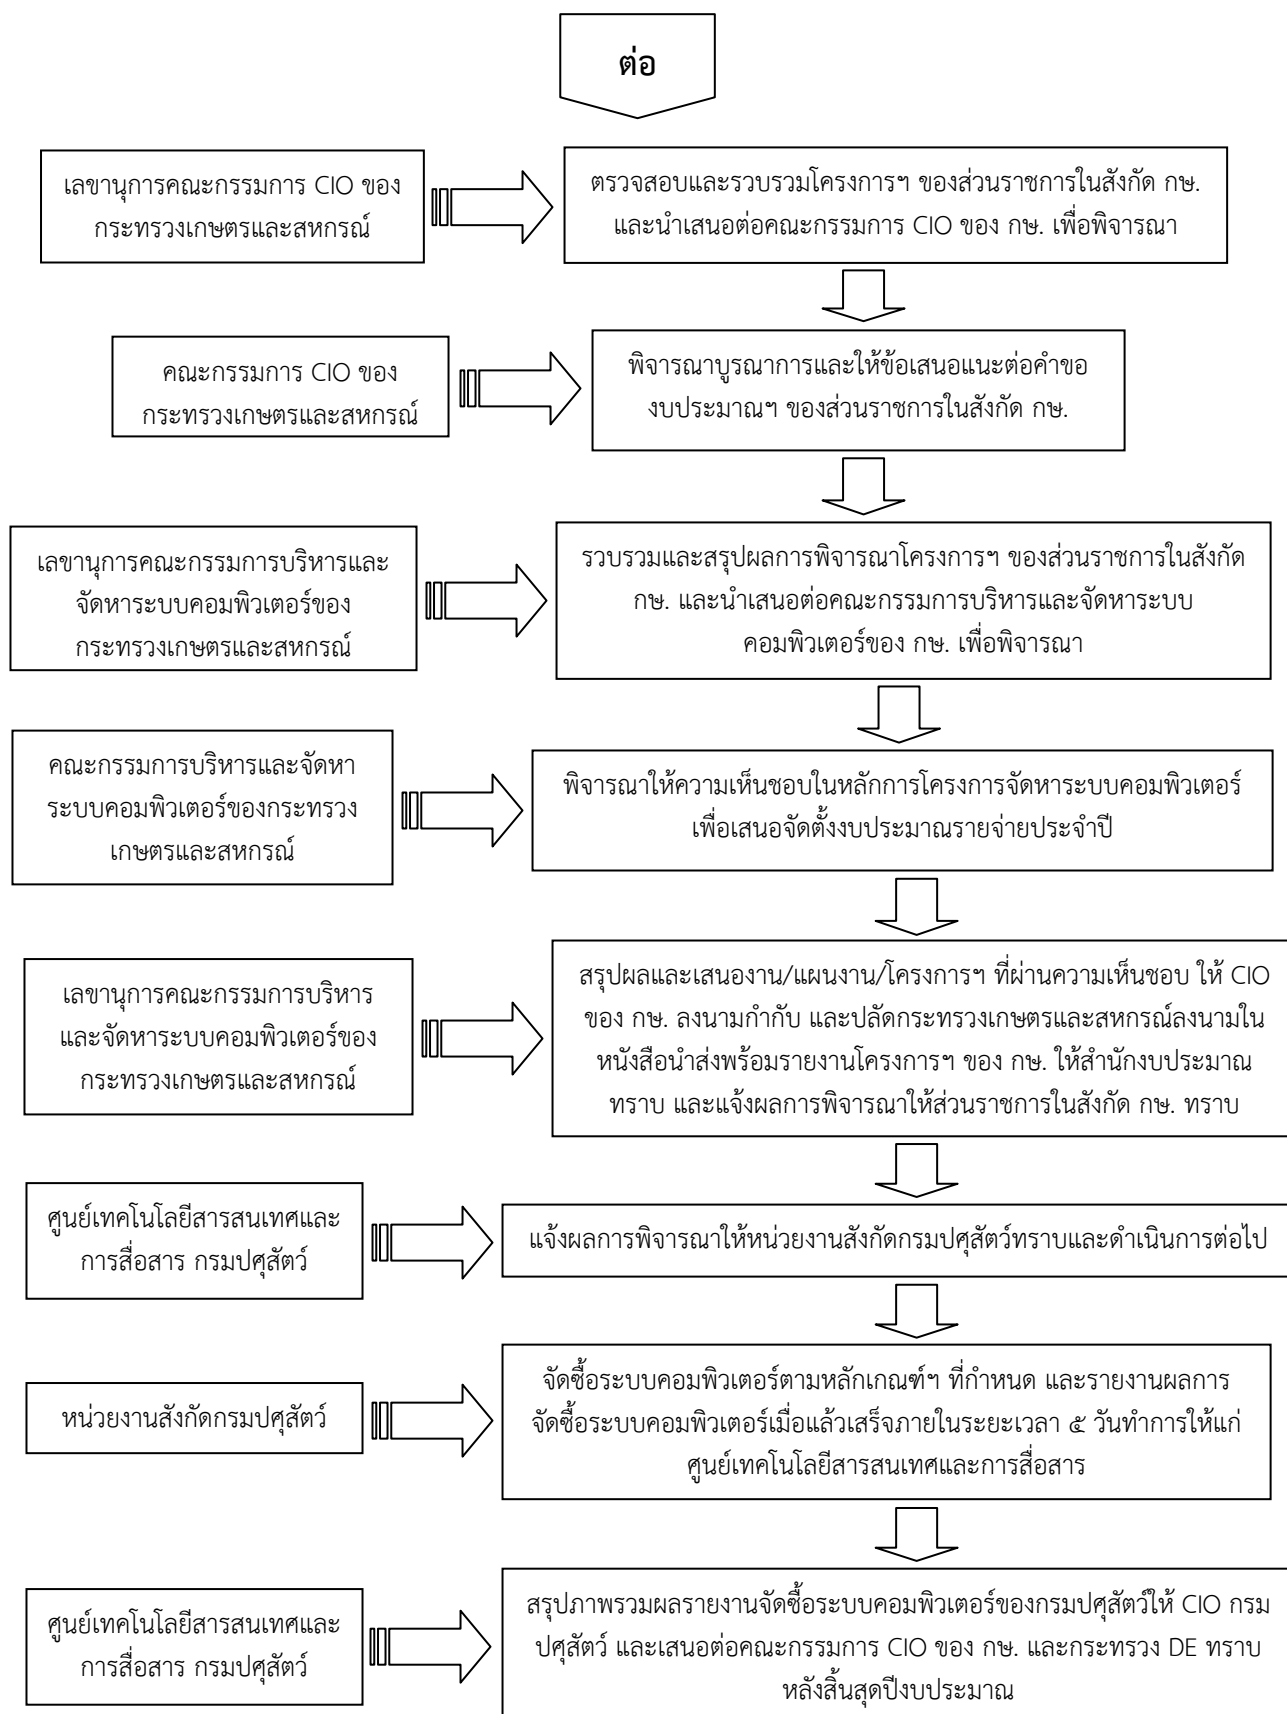 ต่อ
เลขานุการคณะกรรมการ CIO ของ
กระทรวงเกษตรและสหกรณ์
ตรวจสอบและรวบรวมโครงการฯ ของส่วนราชการในสังกัด กษ.
และนำเสนอต่อคณะกรรมการ CIO ของ กษ. เพื่อพิจารณา
คณะกรรมการ CIO ของ
กระทรวงเกษตรและสหกรณ์
พิจารณาบูรณาการและให้ข้อเสนอแนะต่อคำขอ
งบประมาณฯ ของส่วนราชการในสังกัด กษ.
เลขานุการคณะกรรมการบริหารและ
จัดหาระบบคอมพิวเตอร์ของ
กระทรวงเกษตรและสหกรณ์
รวบรวมและสรุปผลการพิจารณาโครงการฯ ของส่วนราชการในสังกัด
กษ. และนำเสนอต่อคณะกรรมการบริหารและจัดหาระบบ
คอมพิวเตอร์ของ กษ. เพื่อพิจารณา
คณะกรรมการบริหารและจัดหา
ระบบคอมพิวเตอร์ของกระทรวง
เกษตรและสหกรณ์
พิจารณาให้ความเห็นชอบในหลักการโครงการจัดหาระบบคอมพิวเตอร์
เพื่อเสนอจัดตั้งงบประมาณรายจ่ายประจำปี
เลขานุการคณะกรรมการบริหาร
และจัดหาระบบคอมพิวเตอร์ของ
กระทรวงเกษตรและสหกรณ์
สรุปผลและเสนองาน/แผนงาน/โครงการฯ ที่ผ่านความเห็นชอบ ให้ CIO
ของ กษ. ลงนามกำกับ และปลัดกระทรวงเกษตรและสหกรณ์ลงนามใน
หนังสือนำส่งพร้อมรายงานโครงการฯ ของ กษ. ให้สำนักงบประมาณ
ทราบ และแจ้งผลการพิจารณาให้ส่วนราชการในสังกัด กษ. ทราบ
ศูนย์เทคโนโลยีสารสนเทศและ
การสื่อสาร กรมปศุสัตว์
แจ้งผลการพิจารณาให้หน่วยงานสังกัดกรมปศุสัตว์ทราบและดำเนินการต่อไป
หน่วยงานสังกัดกรมปศุสัตว์
จัดซื้อระบบคอมพิวเตอร์ตามหลักเกณฑ์ฯ ที่กำหนด และรายงานผลการ
จัดซื้อระบบคอมพิวเตอร์เมื่อแล้วเสร็จภายในระยะเวลา ๕ วันทำการให้แก่
ศูนย์เทคโนโลยีสารสนเทศและการสื่อสาร
ศูนย์เทคโนโลยีสารสนเทศและ
การสื่อสาร กรมปศุสัตว์
สรุปภาพรวมผลรายงานจัดซื้อระบบคอมพิวเตอร์ของกรมปศุสัตว์ให้ CIO กรม
ปศุสัตว์ และเสนอต่อคณะกรรมการ CIO ของ กษ. และกระทรวง DE ทราบ
หลังสิ้นสุดปีงบประมาณ